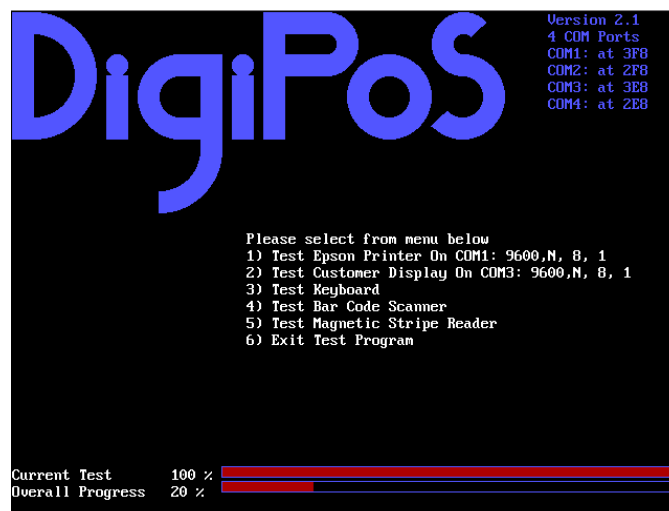 DigiPoS
Version 2.1
4 COM Ports
COM1: at 3F8
COM2: at 2F8
COM3: at 3E8
COM4: at 2E8
Please select from menu below
1) Test Epson Printer On COM1: 9600,N, 8, 1
2) Test Customer Display On COM3: 9600,N, 8, 1
3) Test Keyboard
4) Test Bar Code Scanner
5) Test Magnetic Stripe Reader
6) Exit Test Program
Current Test 100 %
Overall Progress 20 %